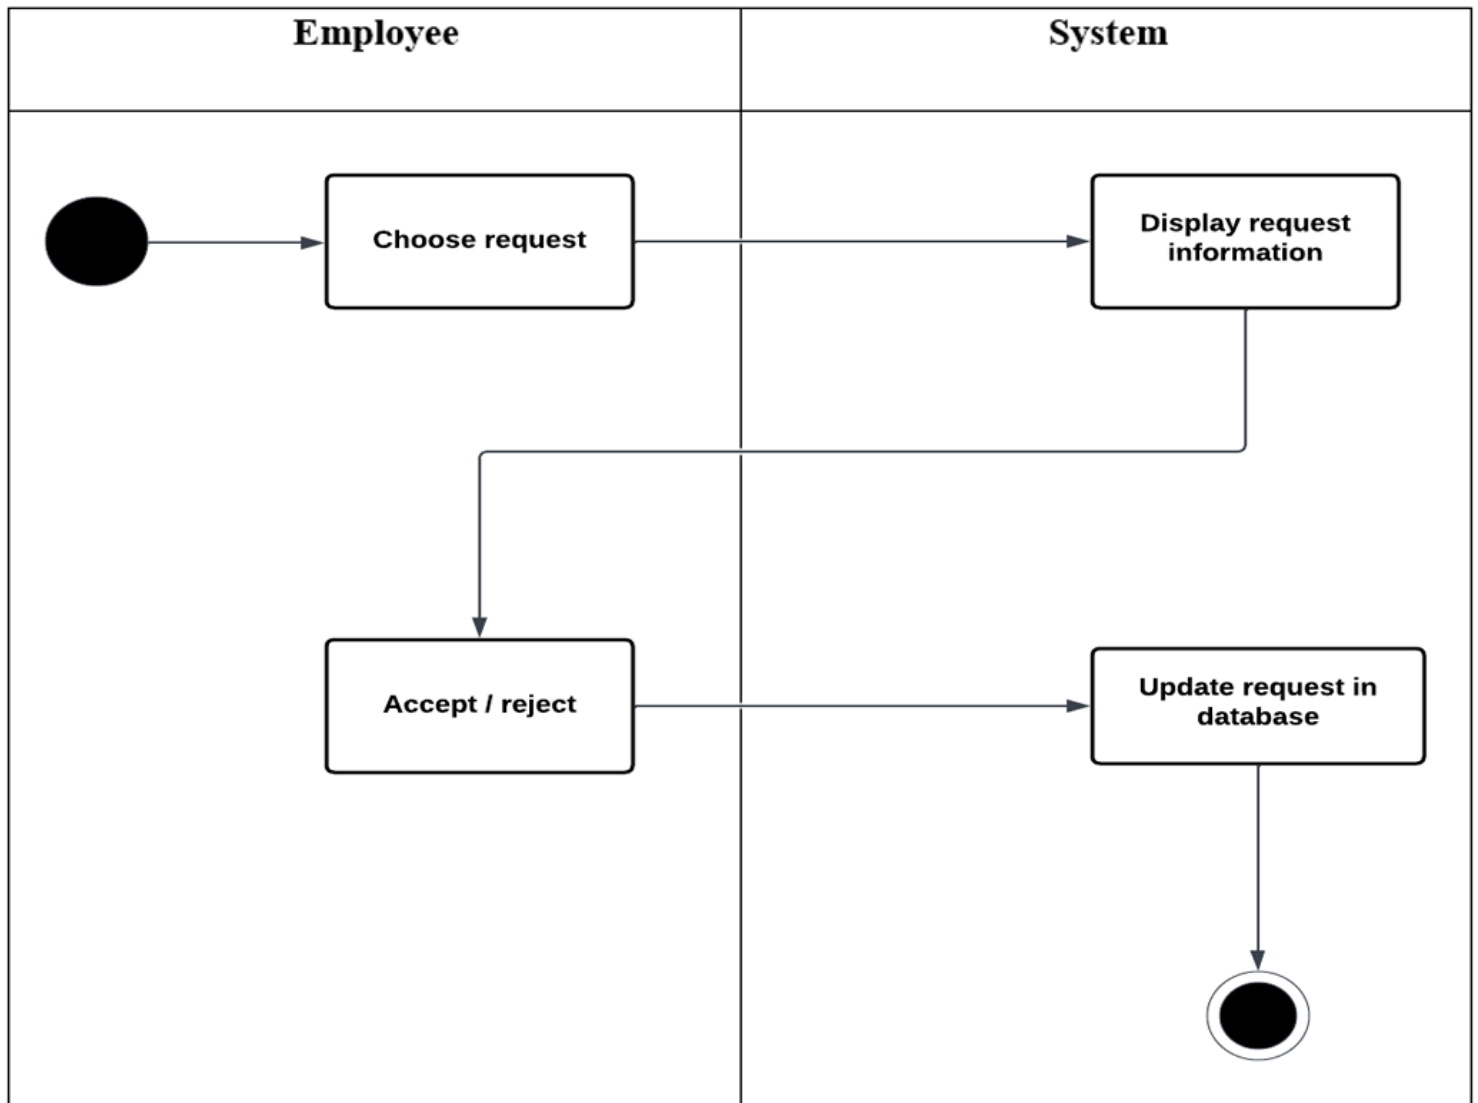 Employee
System
Choose request
Display request
information
Accept / reject
Update request in
database